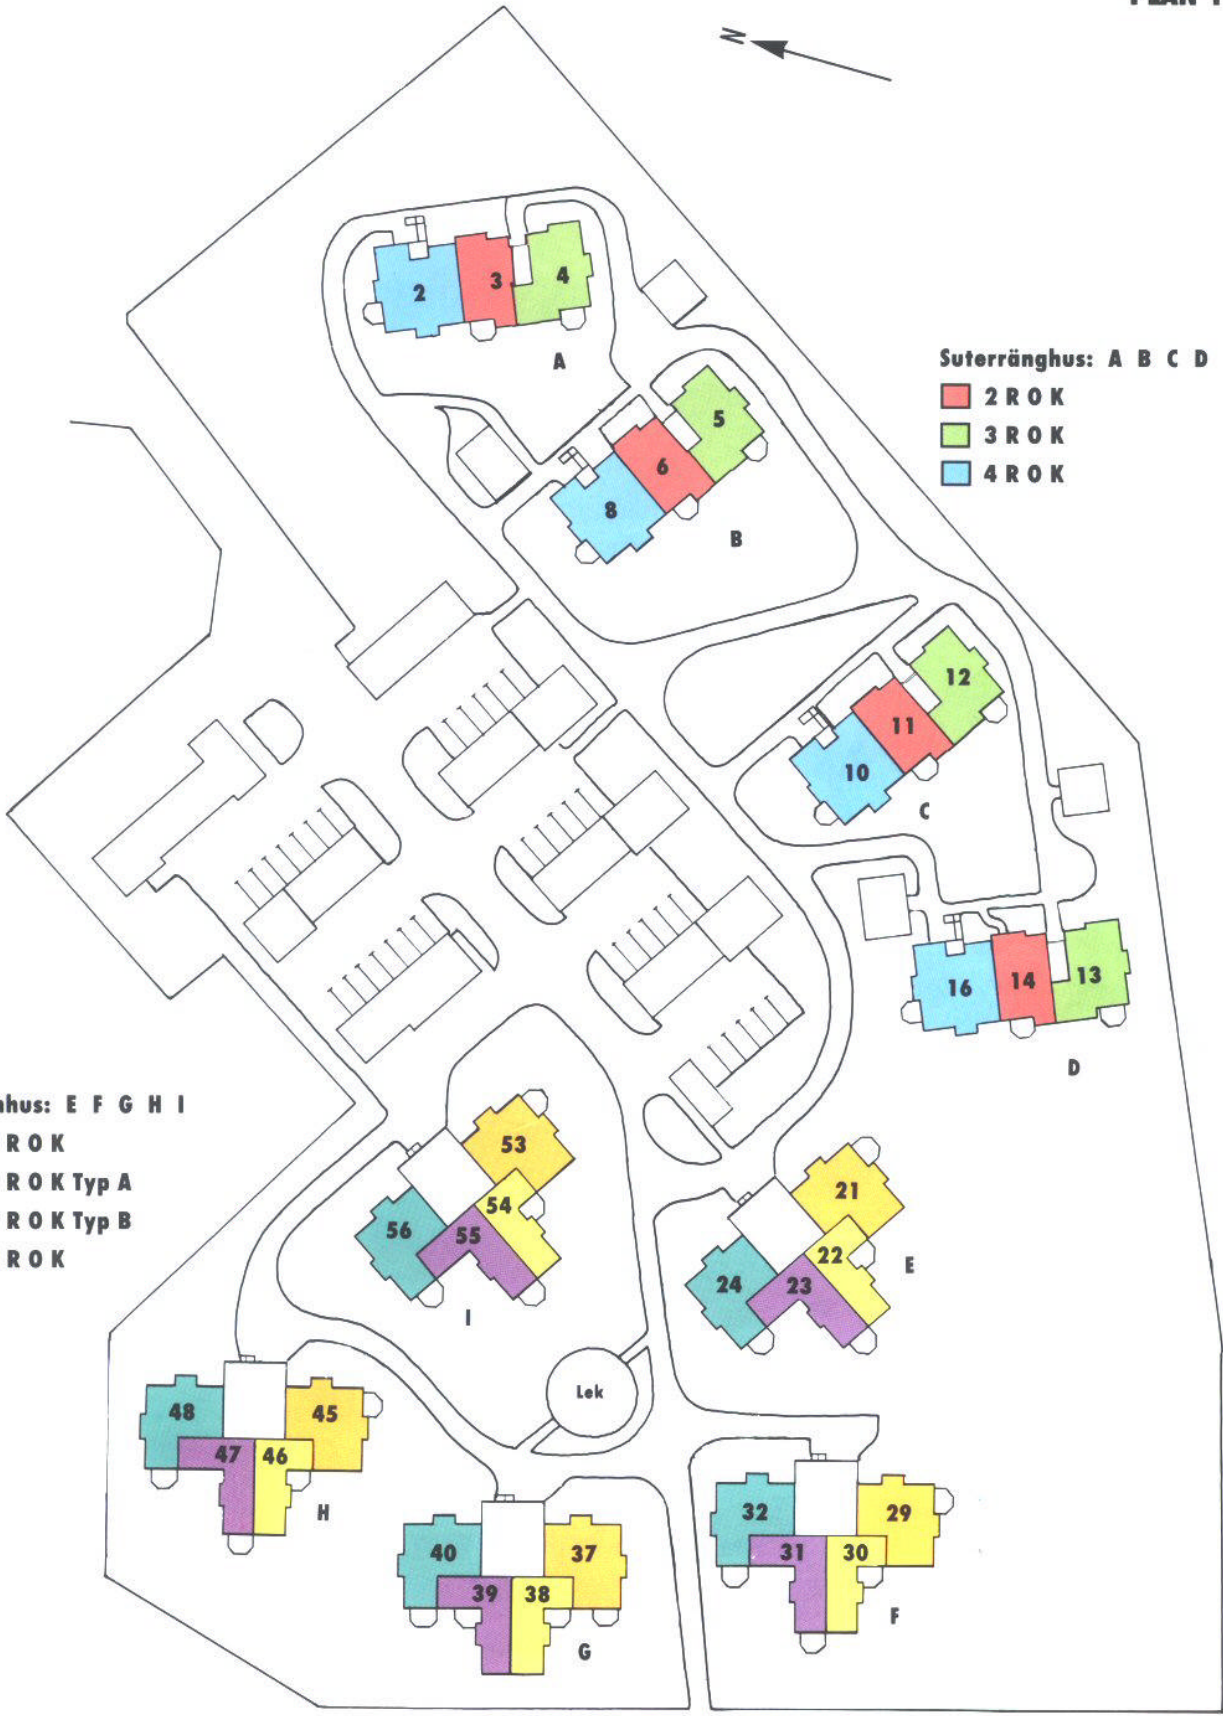 PLAN 1
N
2 3 4
A
Suterränghus: A B C D
2 R O K
3 R O K
4 R O K
5
6
8
B
12
11
10
C
16 14 13
D
E F G H I
R O K
R O K Typ A
R O K Typ B
R O K
53
54
55
56
I
21
22
23
24
E
Lek
48 45
47 46
H
32 29
31 30
F
40 37
39 38
G